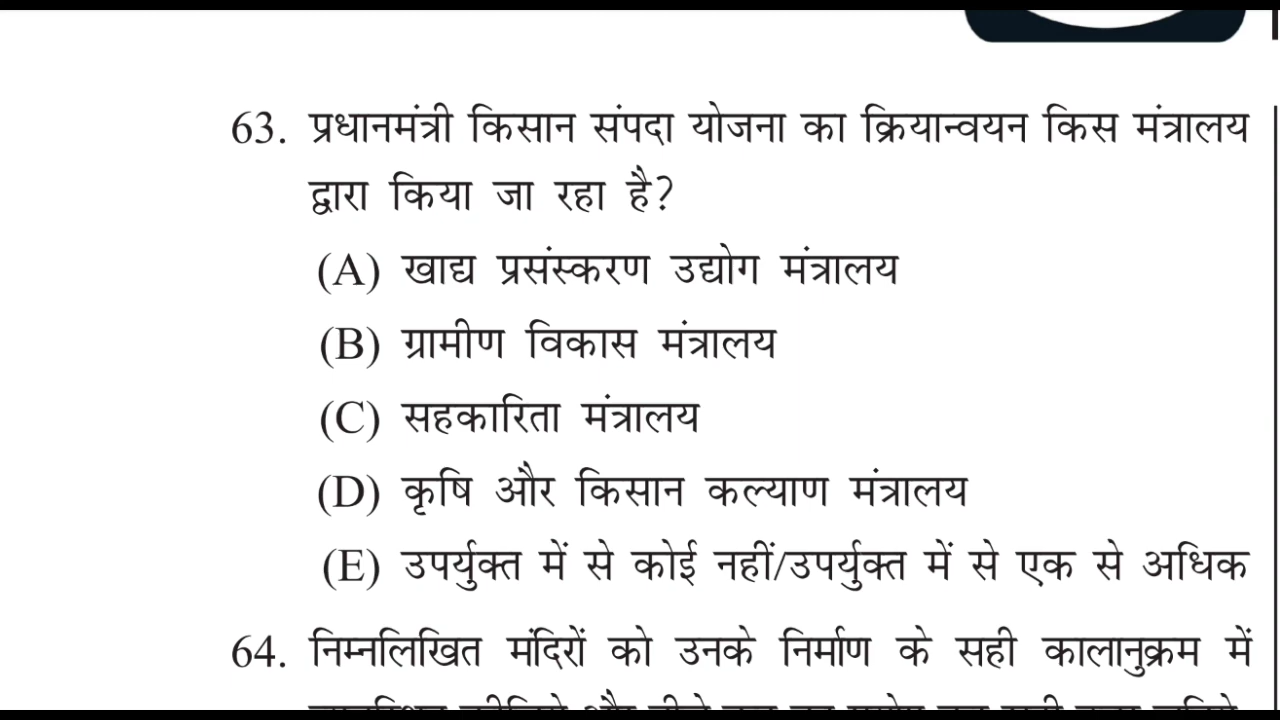 63. प्रधानमंत्री किसान संपदा योजना का क्रियान्वयन किस मंत्रालय
द्वारा किया जा रहा है?
(A) खाद्य प्रसंस्करण उद्योग मंत्रालय
(B) ग्रामीण विकास मंत्रालय
(C) सहकारिता मंत्रालय
(D) कृषि और किसान कल्याण मंत्रालय
(E) उपर्युक्त में से कोई नहीं/उपर्युक्त में से एक से अधिक
64. निम्नलिखित मंदिरों को उनके निर्माण के सही कालानुक्रम में